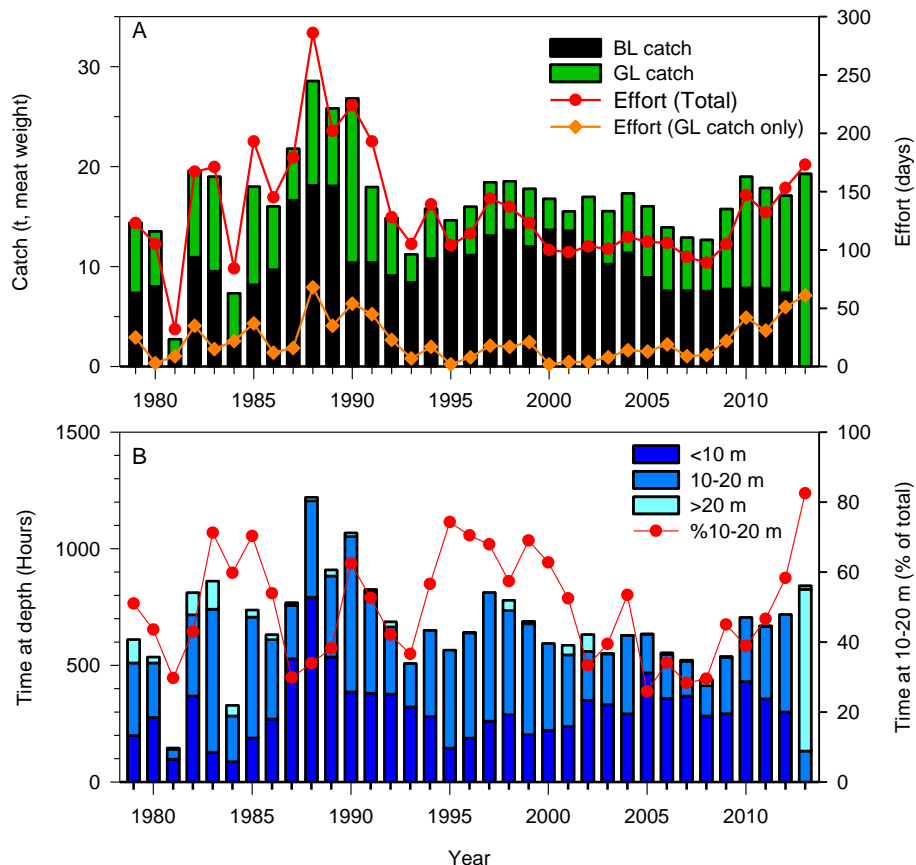 A
BL catch
GL catch
Effort (Total)
Effort (GL catch only)
Catch (t, meat weight)
30
20
10
0
Effort (days)
300
250
200
150
100
50
0
1980 1985 1990 1995 2000 2005 2010
B
<10 m
10-20 m
>20 m
%10-20 m
Time at depth (Hours)
1500
1000
500
0
Time at 10-20 m (% of total)
100
80
60
40
20
0
1980 1985 1990 1995 2000 2005 2010
Year